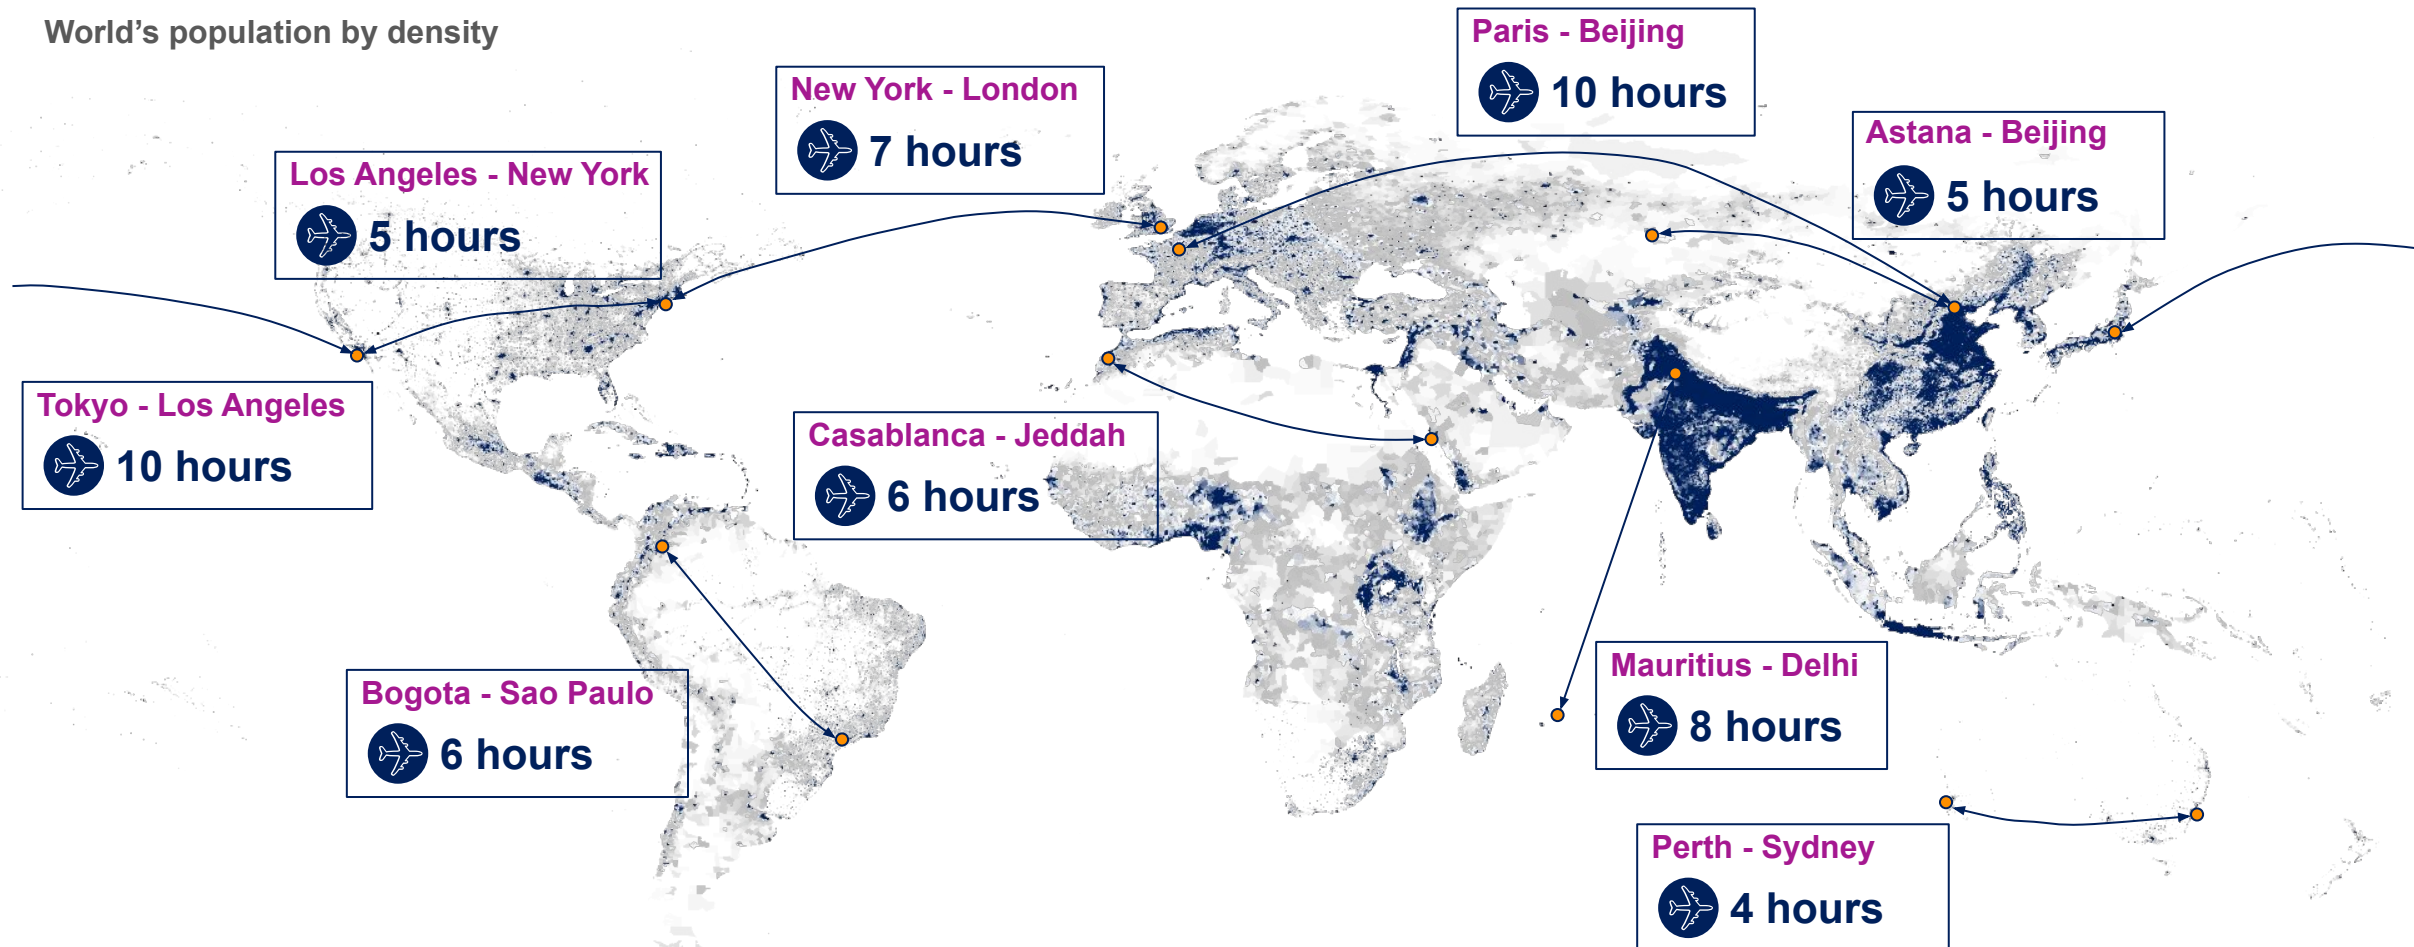 World’s population by density
Paris - Beijing
10 hours
New York - London
7 hours
Astana - Beijing
5 hours
Los Angeles - New York
5 hours
Tokyo - Los Angeles
10 hours
Casablanca - Jeddah
6 hours
Bogota - Sao Paulo
6 hours
Mauritius - Delhi
8 hours
Perth - Sydney
4 hours